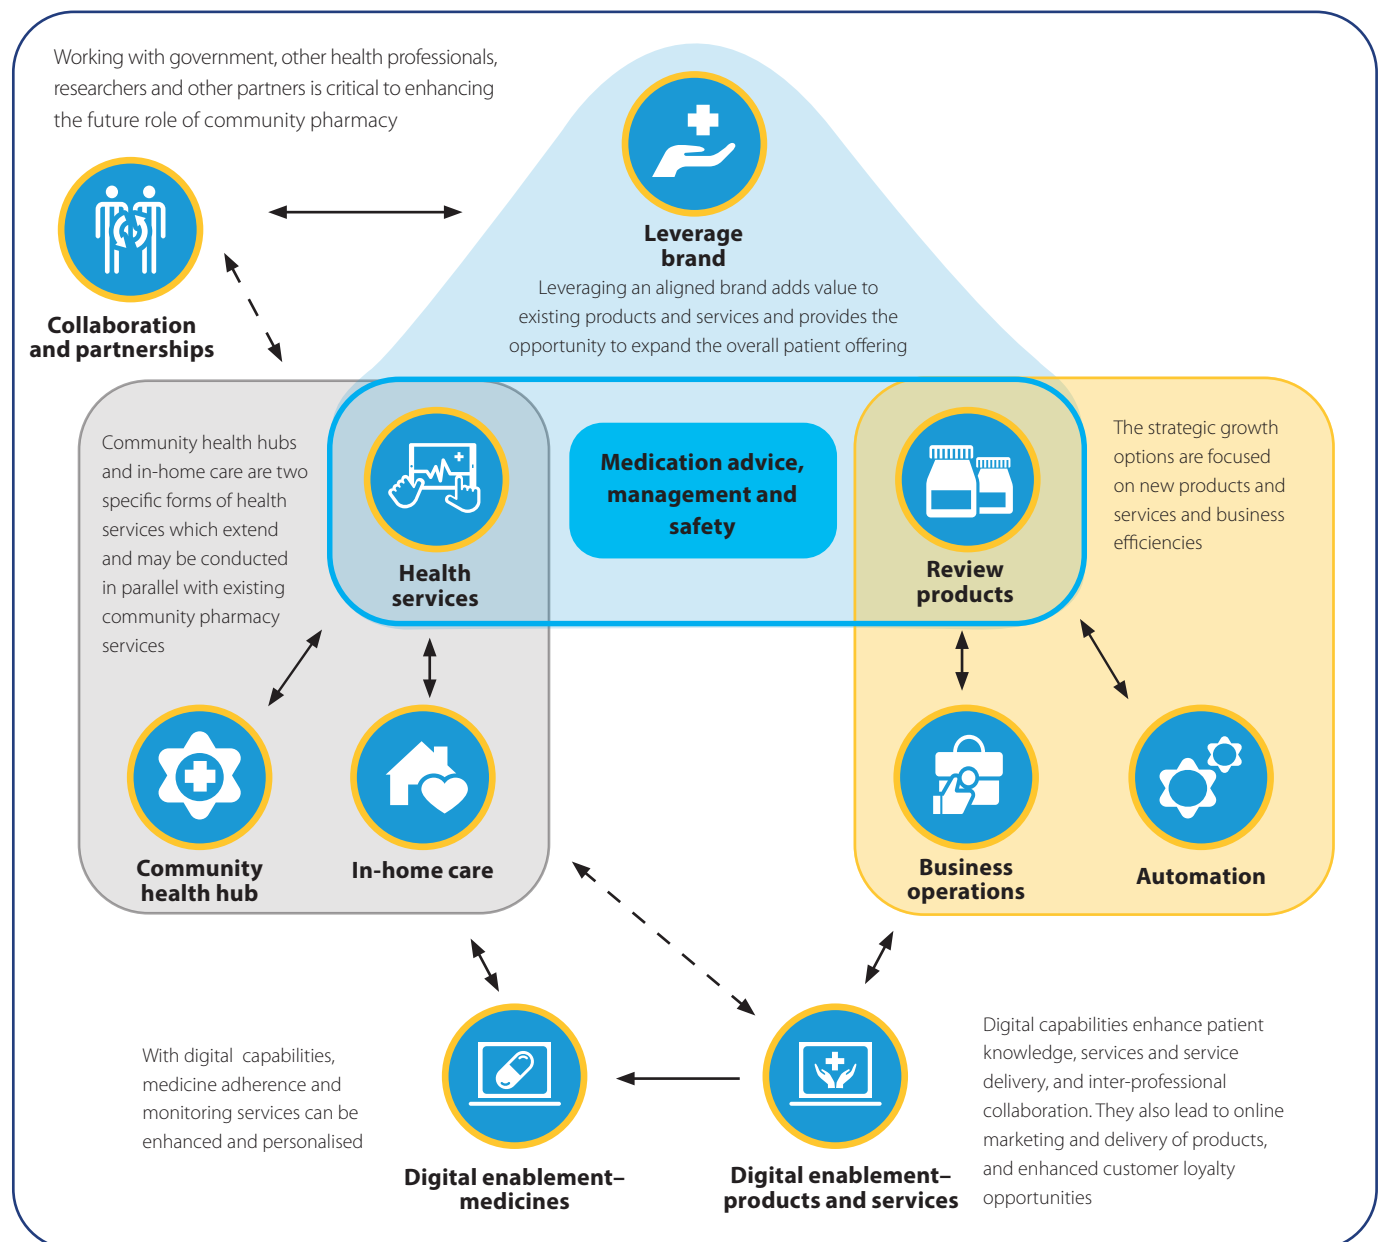 Working with government, other health professionals,
researchers and other partners is critical to enhancing
the future role of community pharmacy
Collaboration
and partnerships
Leverage
brand
Leveraging an aligned brand adds value to
existing products and services and provides the
opportunity to expand the overall patient offering
Community health hubs
and in-home care are two
specific forms of health
services which extend
and may be conducted
in parallel with existing
community pharmacy
services
Health
services
Medication advice,
management and
safety
Review
products
The strategic growth
options are focused
on new products and
services and business
efficiencies
Community
health hub
In-home care
Business
operations
Automation
With digital capabilities,
medicine adherence and
monitoring services can be
enhanced and personalised
Digital enablement–
medicines
Digital enablement–
products and services
Digital capabilities enhance patient
knowledge, services and service
delivery, and inter-professional
collaboration. They also lead to online
marketing and delivery of products,
and enhanced customer loyalty
opportunities